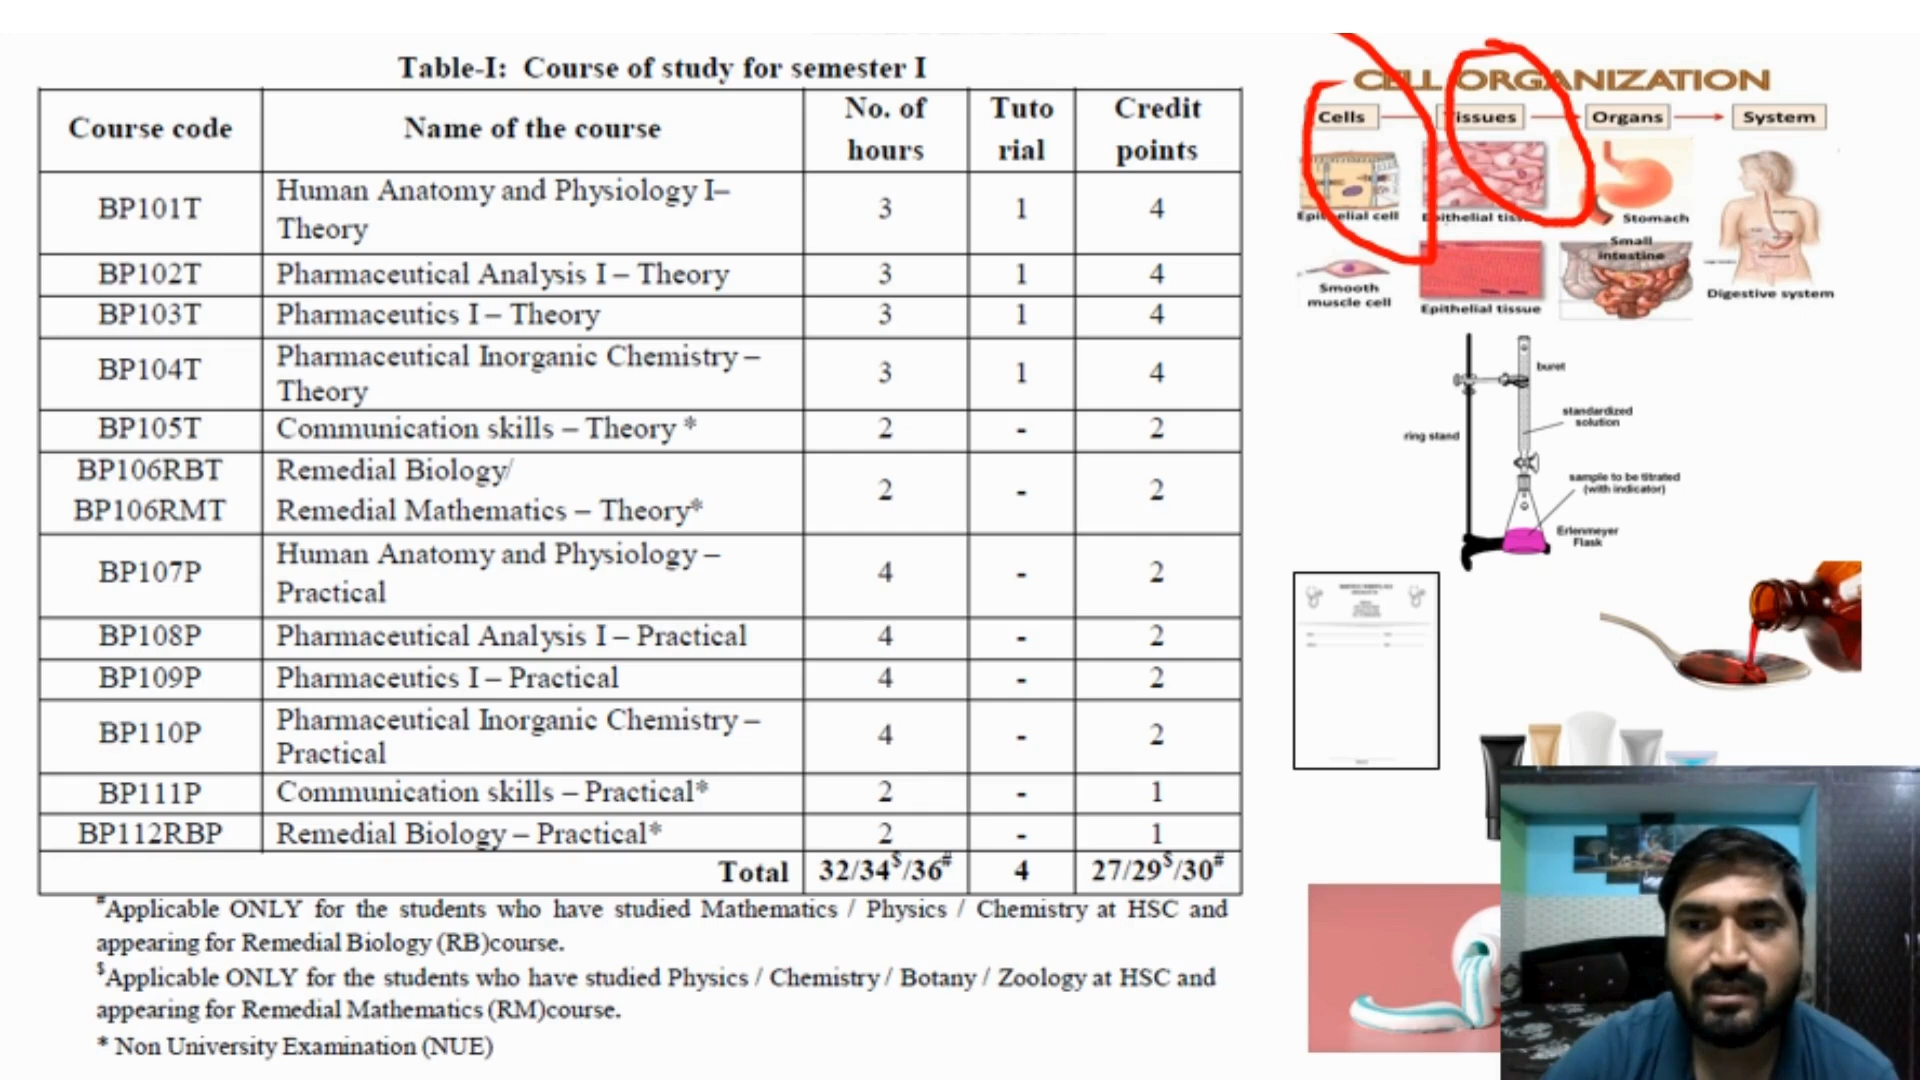 Table-I: Course of study for semester I
Course code
Name of the course
No. of hours
Tuto rial
Credit points
BP101T
Human Anatomy and Physiology I– Theory
3
1
4
BP102T
Pharmaceutical Analysis I – Theory
3
1
4
BP103T
Pharmaceutics I – Theory
3
1
4
BP104T
Pharmaceutical Inorganic Chemistry – Theory
3
1
4
BP105T
Communication skills – Theory *
2
-
2
BP106RBT
BP106RMT
Remedial Biology/
Remedial Mathematics – Theory*
2
-
2
BP107P
Human Anatomy and Physiology – Practical
4
-
2
BP108P
Pharmaceutical Analysis I – Practical
4
-
2
BP109P
Pharmaceutics I – Practical
4
-
2
BP110P
Pharmaceutical Inorganic Chemistry – Practical
4
-
2
BP111P
Communication skills – Practical*
2
-
1
BP112RBP
Remedial Biology – Practical*
2
-
1
Total
32/34$/36#
4
27/29$/30#
#Applicable ONLY for the students who have studied Mathematics / Physics / Chemistry at HSC and
appearing for Remedial Biology (RB)course.
$Applicable ONLY for the students who have studied Physics / Chemistry / Botany / Zoology at HSC and
appearing for Remedial Mathematics (RM)course.
* Non University Examination (NUE)
CELL ORGANIZATION
Cells
Tissues
Organs
System
Epithelial cell
Epithelial tissue
Stomach
Small
intestine
Smooth
muscle cell
Epithelial tissue
Digestive system
buret
standardized
solution
ring stand
sample to be titrated
(with indicator)
Erlenmeyer
Flask